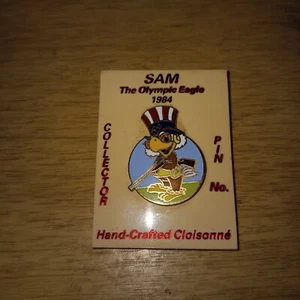 SAM
The Olympic Eagle
1984
COLLECTOR
PIN
No.
Hand-Crafted Cloisonné